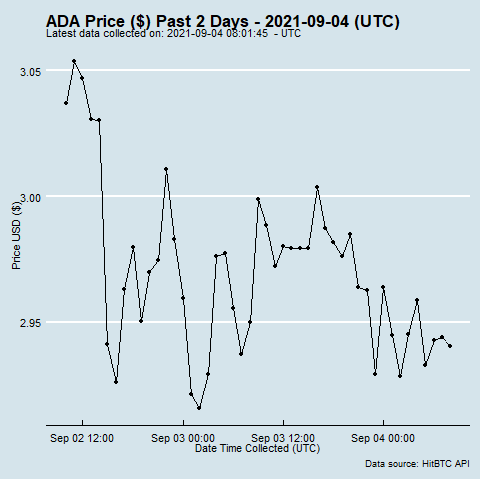 ADA Price ($) Past 2 Days - 2021-09-04 (UTC)
Latest data collected on: 2021-09-04 08:01:45 - UTC
3.05
3.00
2.95
Price USD ($)
Sep 02 12:00 Sep 03 00:00 Sep 03 12:00 Sep 04 00:00
Date Time Collected (UTC)
Data source: HitBTC API